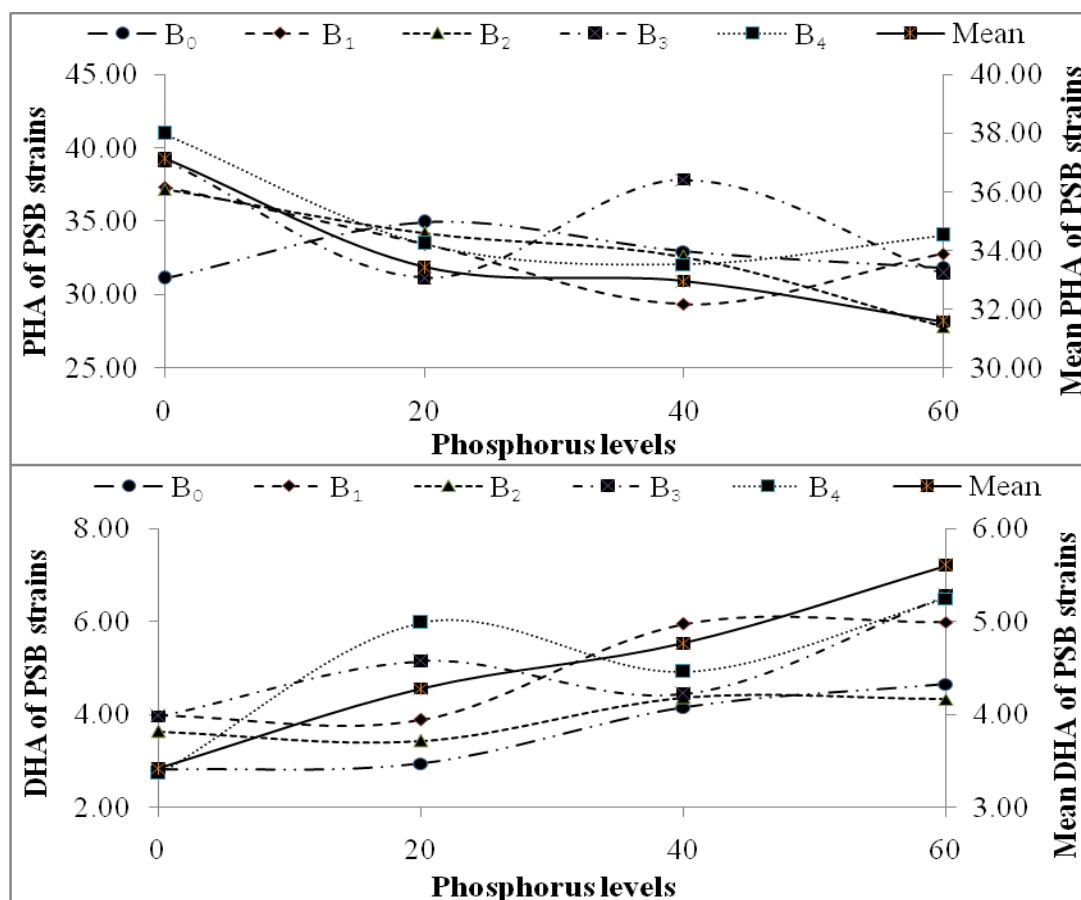 B₀ B₁ B₂ B₃ B₄ Mean
45.00
40.00
35.00
30.00
25.00
PHA of PSB strains
40.00
38.00
36.00
34.00
32.00
30.00
Mean PHA of PSB strains
0 20 40 60
Phosphorus levels
B₀ B₁ B₂ B₃ B₄ Mean
8.00
6.00
4.00
2.00
DHA of PSB strains
6.00
5.00
4.00
3.00
Mean DHA of PSB strains
0 20 40 60
Phosphorus levels